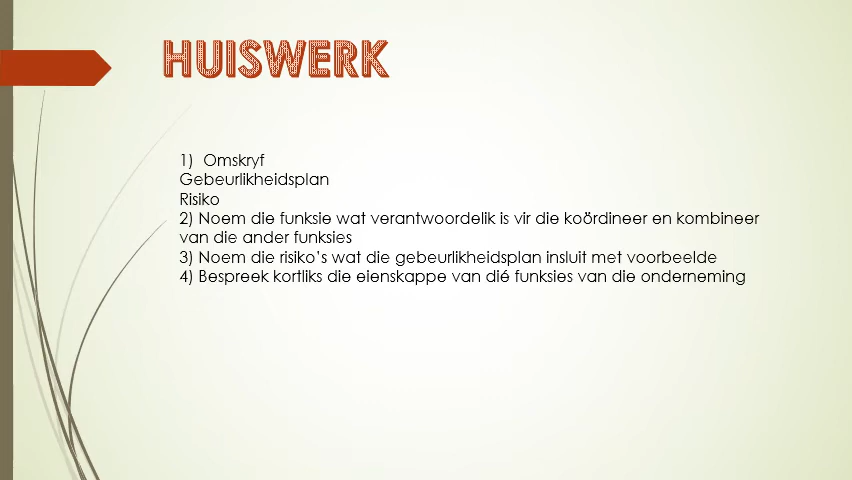 HUISWERK
1) Omskryf
Gebeurlikheidsplan
Risiko
2) Noem die funksie wat verantwoordelik is vir die koördineer en kombineer
van die ander funksies
3) Noem die risiko's wat die gebeurlikheidsplan insluit met voorbeelde
4) Bespreek kortliks die eienskappe van dié funksies van die onderneming